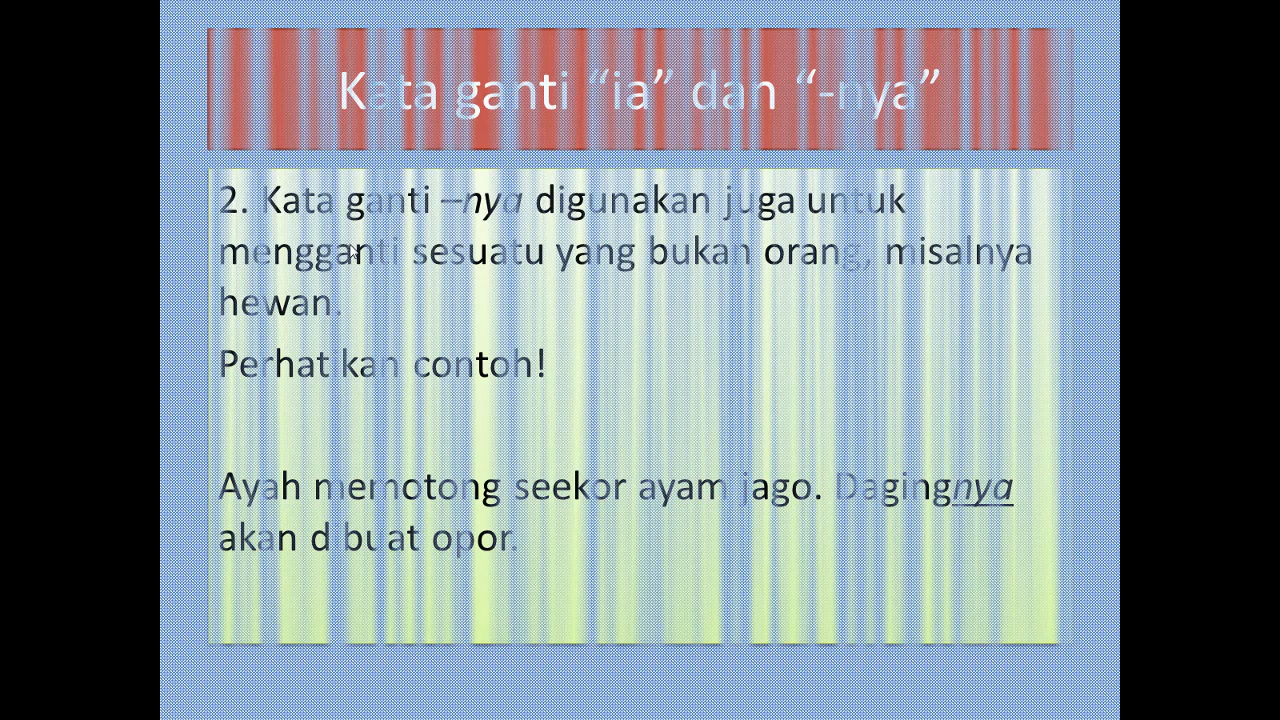 Kata ganti “ia” dan “-nya”
2. Kata ganti –nya digunakan juga untuk
mengganti sesuatu yang bukan orang, misalnya
hewan.
Perhatikan contoh!
Ayah memotong seekor ayam jago. Dagingnya
akan dibuat opor.